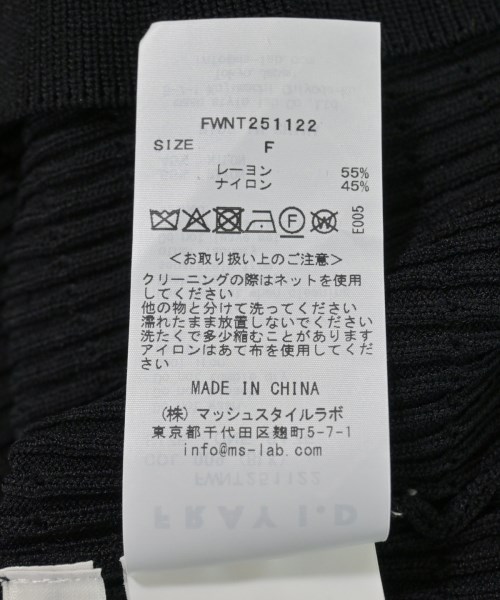 FWNT251122
SIZE F
レーヨン 55%
ナイロン 45%
F W E005
<お取り扱い上のご注意>
クリーニングの際はネットを使用
してください
他の物と分けて洗ってください
濡れたまま放置しないでください
洗たくで多少縮むことがあります
アイロンはあて布を使用してくだ
さい
MADE IN CHINA
(株) マッシュスタイルラボ
東京都千代田区麹町5-7-1
info@ms-lab.com
FWNT251122
FRAY I.D